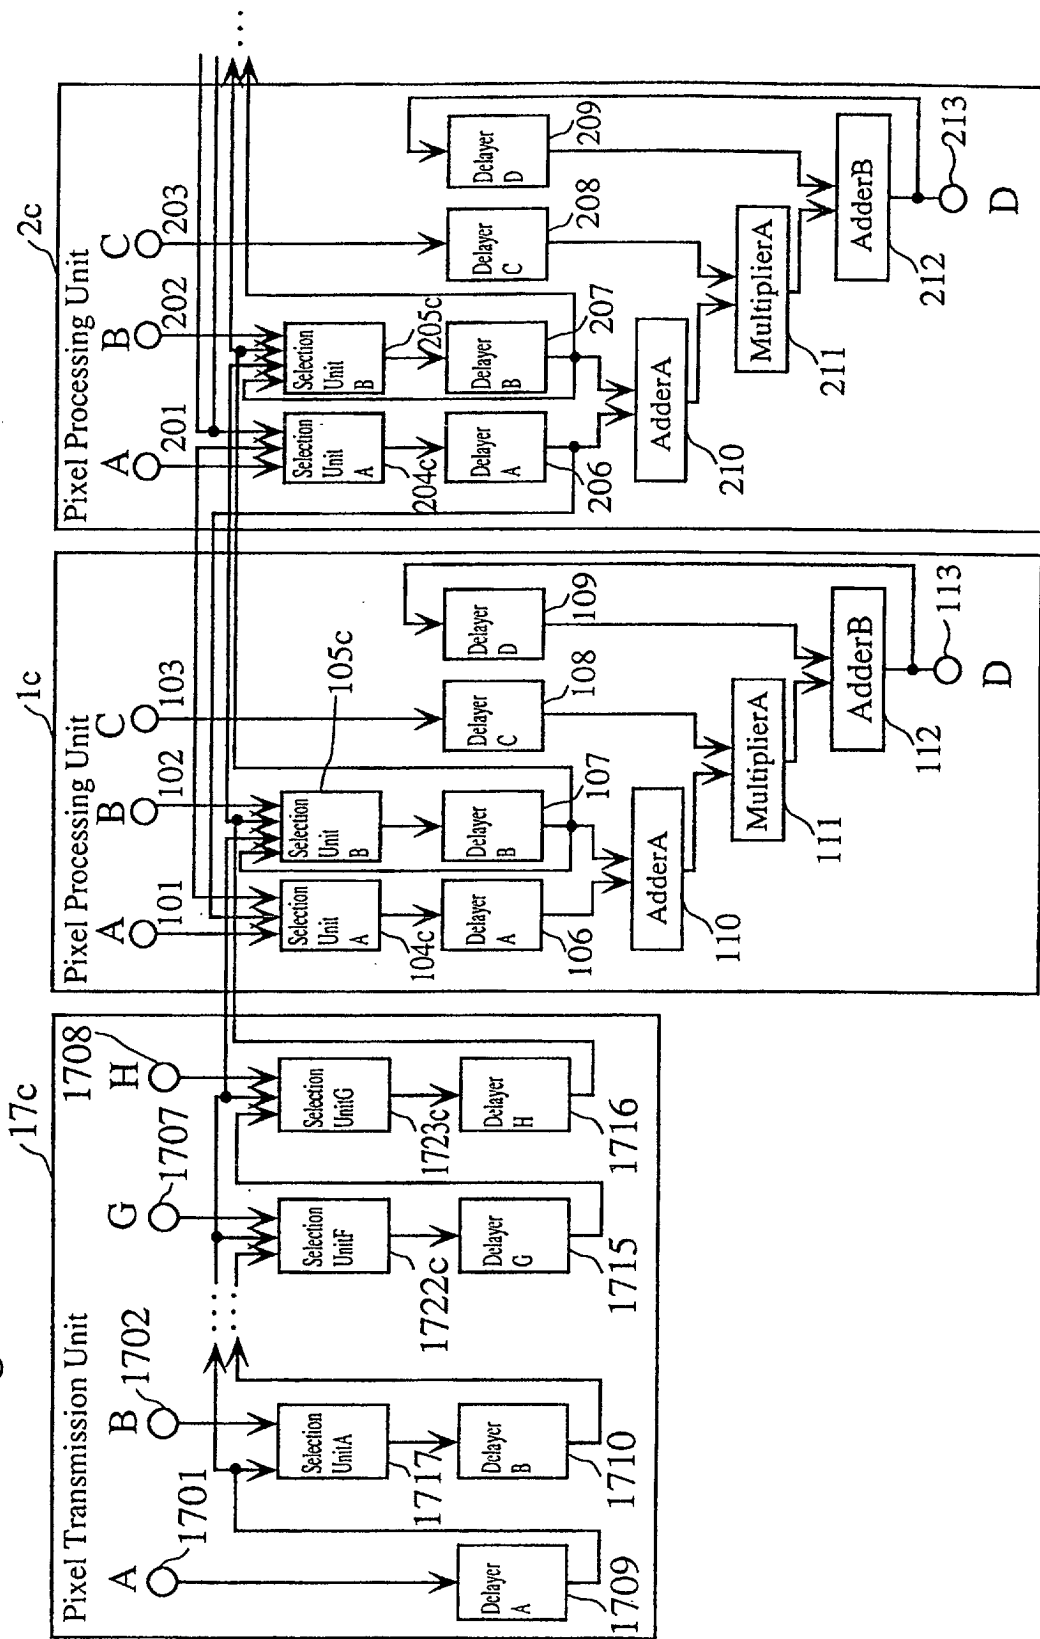 17c
Pixel Transmission Unit
A
1701
B
1702
G
1707
H
1708
Selection UnitA
Selection UnitF
Selection UnitG
1717
1722c
1723c
Delayer A
Delayer B
Delayer G
Delayer H
1709
1710
1715
1716
. . . .
. . . .
1c
Pixel Processing Unit
A
101
B
102
C
103
105c
Selection Unit A
Selection Unit B
104c
Delayer A
Delayer B
Delayer C
Delayer D
106
107
108
109
AdderA
110
MultiplierA
111
AdderB
112
113
D
2c
Pixel Processing Unit
A
201
B
202
C
203
Selection Unit A
Selection Unit B
204c
205c
Delayer A
Delayer B
Delayer C
Delayer D
206
207
208
209
AdderA
210
MultiplierA
211
AdderB
212
213
D
. . .